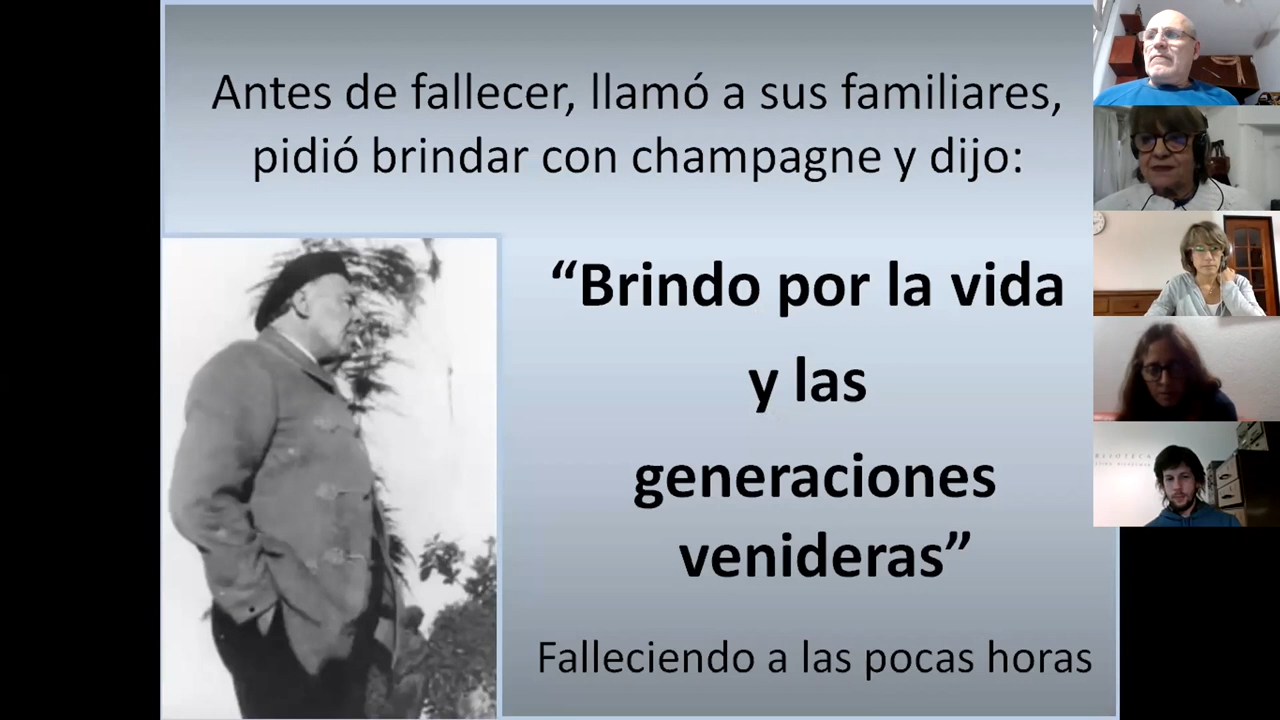 Antes de fallecer, llamó a sus familiares,
pidió brindar con champagne y dijo:
“Brindo por la vida
y las
generaciones
venideras”
Falleciendo a las pocas horas